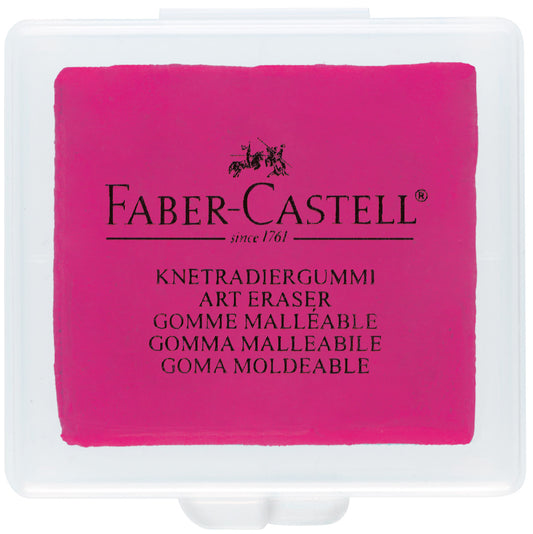 FABER-CASTELL®
since 1761
KNETRADIERGUMMI
ART ERASER
GOMME MALLÉABLE
GOMMA MALLEABILE
GOMA MOLDEABLE